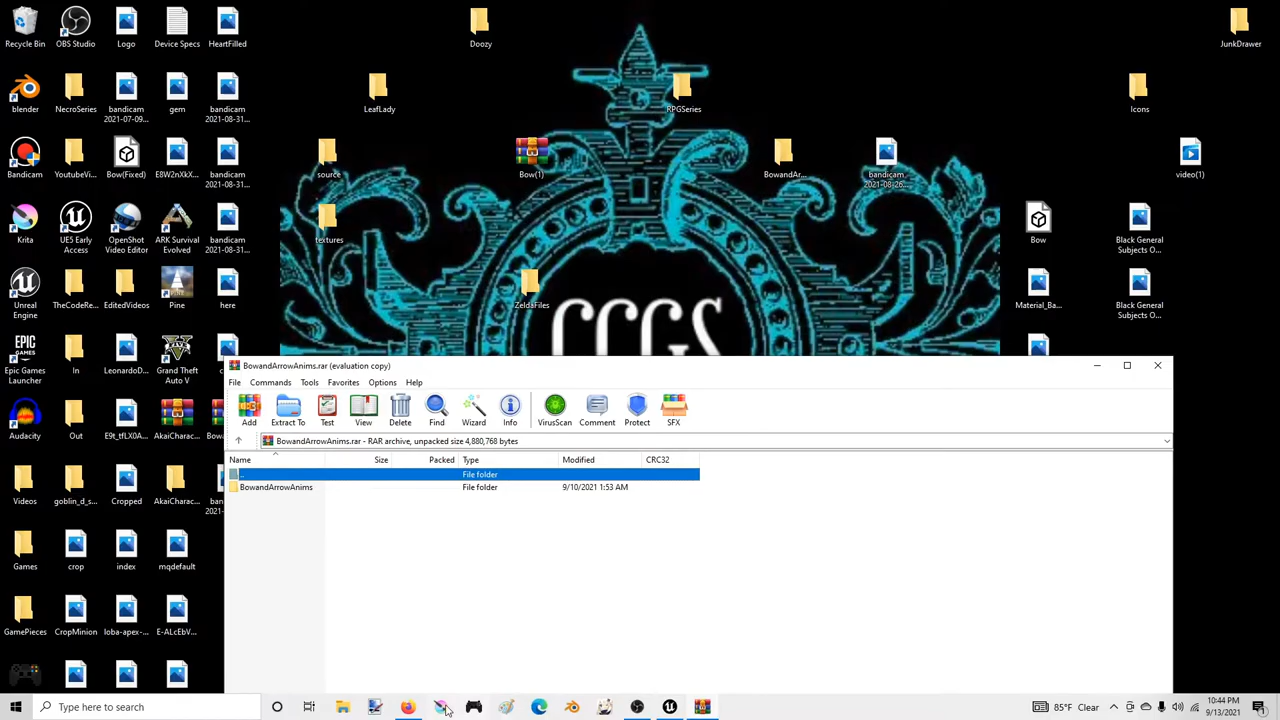 Recycle Bin
OBS Studio
Logo
Device Specs
HeartFilled
Doozy
JunkDrawer
blender
NecroSeries
bandicam
2021-07-09...
gem
bandicam
2021-08-31...
LeafLady
RPGSeries
Icons
Bandicam
YoutubeVi...
Bow(Fixed)
E8W2nXkX...
bandicam
2021-08-31...
source
Bow(1)
BowandAr...
bandicam
2021-08-26...
video(1)
Krita
UE5 Early
Access
OpenShot
Video Editor
ARK Survival
Evolved
bandicam
2021-08-31...
textures
Bow
Black General
Subjects O...
Unreal
Engine
TheCodeRe...
EditedVideos
Pine
here
ZeldaFiles
Material_Ba...
Black General
Subjects O...
CCGS
EPIC
GAMES
Epic Games
Launcher
In
LeonardoD...
Grand Theft
Auto V
BowandArrowAnims.rar (evaluation copy)
File Commands Tools Favorites Options Help
Audacity
Out
E9t_tfLX0A...
AkaiCharac...
Add Extract To Test View Delete Find Wizard Info VirusScan Comment Protect SFX
BowandArrowAnims.rar - RAR archive, unpacked size 4,880,768 bytes
Name Size Packed Type Modified CRC32
.. File folder
BowandArrowAnims File folder 9/10/2021 1:53 AM
Videos
goblin_d_s...
Cropped
AkaiCharac...
Games
crop
index
mqdefault
GamePieces
CropMinion
loba-apex-...
E-ALcEbV...
Type here to search
85°F Clear
10:44 PM
9/13/2021